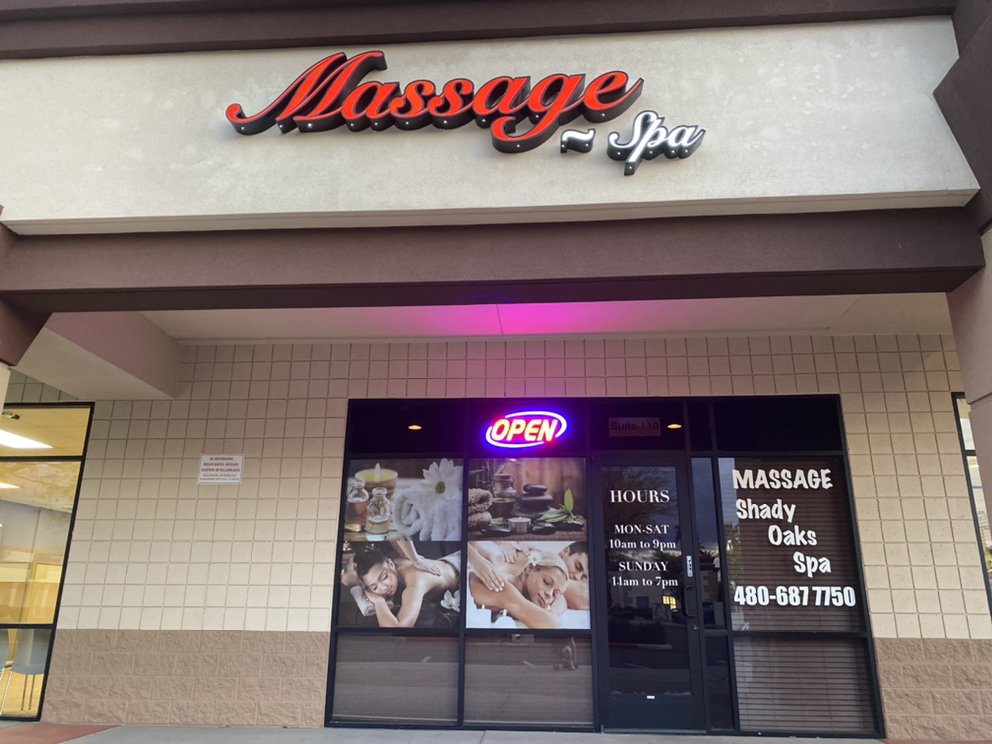 Massage
~ Spa
OPEN
Suite 110
HOURS
MON-SAT
10am to 9pm
SUNDAY
11am to 7pm
MASSAGE
Shady
Oaks
Spa
480-687 7750